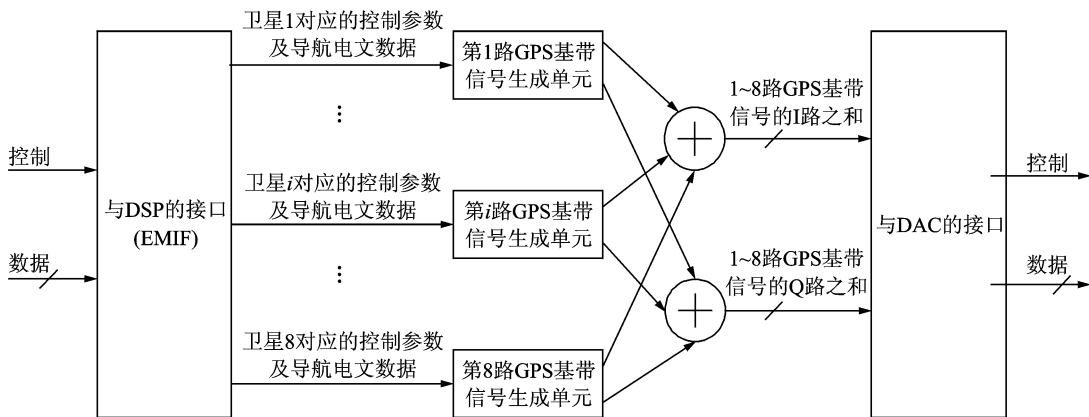 卫星1对应的控制参数
及导航电文数据
第1路GPS基带
信号生成单元
⋮
1~8路GPS基带
信号的I路之和
控制
与DSP的接口
(EMIF)
数据
卫星i对应的控制参数
及导航电文数据
第i路GPS基带
信号生成单元
⋮
1~8路GPS基带
信号的Q路之和
与DAC的接口
控制
数据
卫星8对应的控制参数
及导航电文数据
第8路GPS基带
信号生成单元